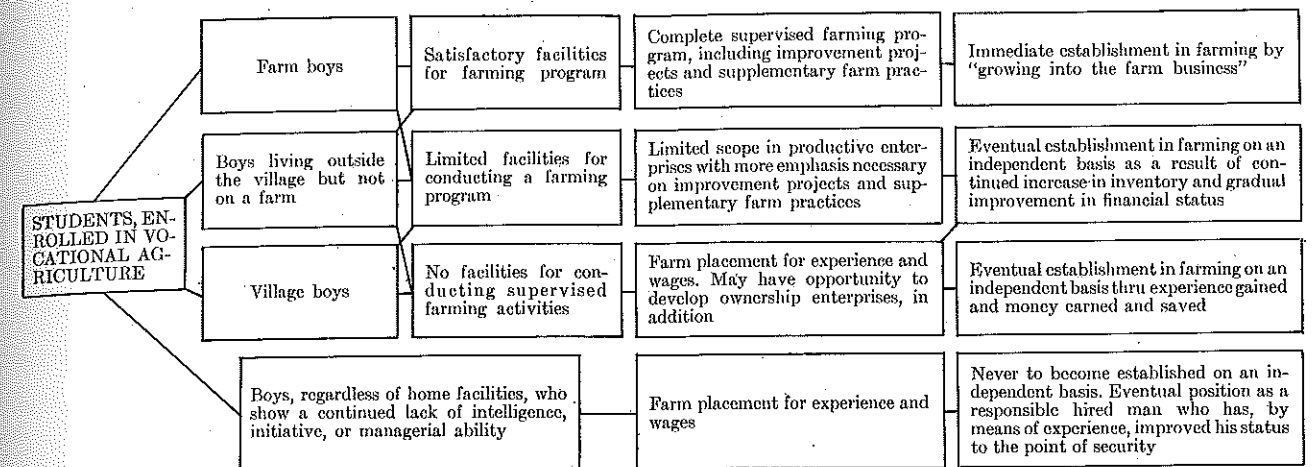 STUDENTS, EN-
ROLLED IN VO-
CATIONAL AG-
RICULTURE
Farm boys
Satisfactory facilities
for farming program
Complete supervised farming pro-
gram, including improvement proj-
ects and supplementary farm prac-
tices
Immediate establishment in farming by
"growing into the farm business"
Boys living outside
the village but not
on a farm
Limited facilities for
conducting a farming
program
Limited scope in productive enter-
prises with more emphasis necessary
on improvement projects and sup-
plementary farm practices
Eventual establishment in farming on an
independent basis as a result of con-
tinued increase in inventory and gradual
improvement in financial status
Village boys
No facilities for con-
ducting supervised
farming activities
Farm placement for experience and
wages. May have opportunity to
develop ownership enterprises, in
addition
Eventual establishment in farming on an
independent basis thru experience gained
and money earned and saved
Boys, regardless of home facilities, who
show a continued lack of intelligence,
initiative, or managerial ability
Farm placement for experience and
wages
Never to become established on an in-
dependent basis. Eventual position as a
responsible hired man who has, by
means of experience, improved his status
to the point of security